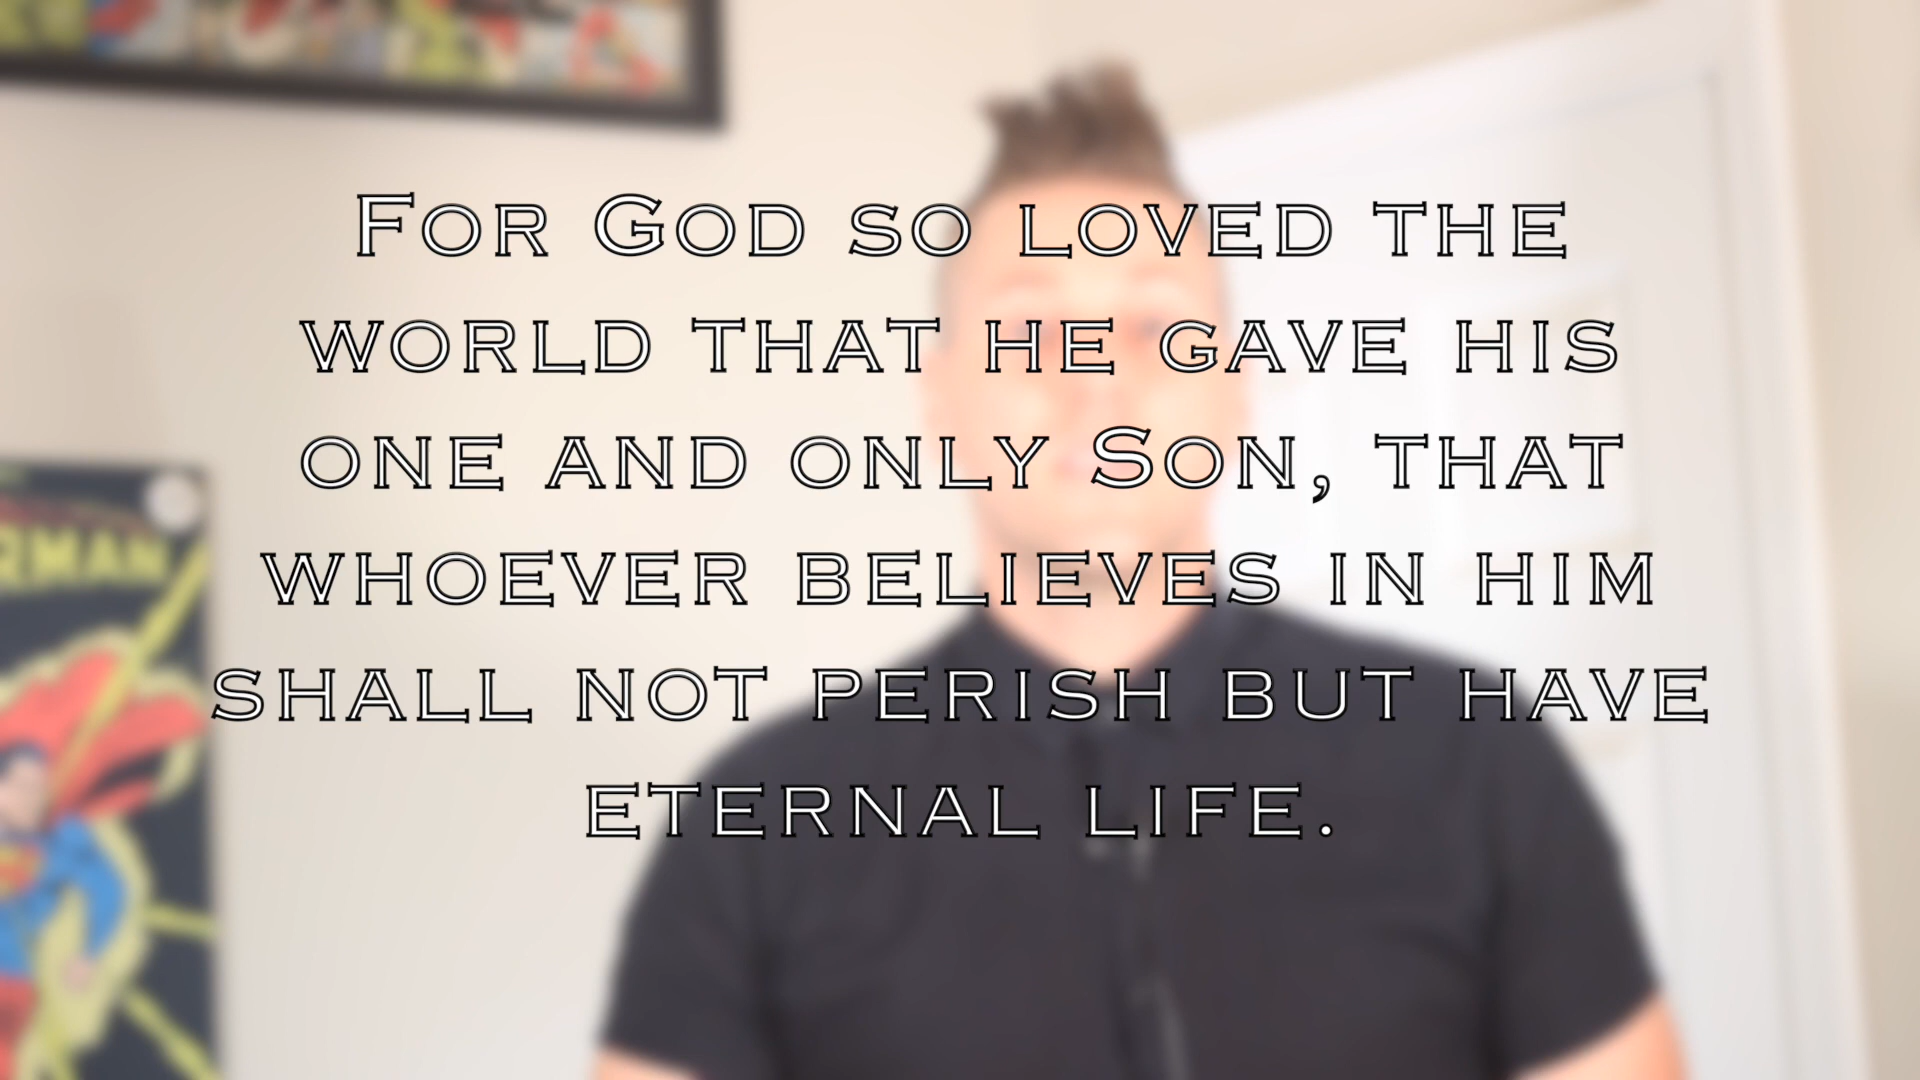 For God so loved the
world that he gave his
one and only Son, that
whoever believes in him
shall not perish but have
eternal life.
RMAN